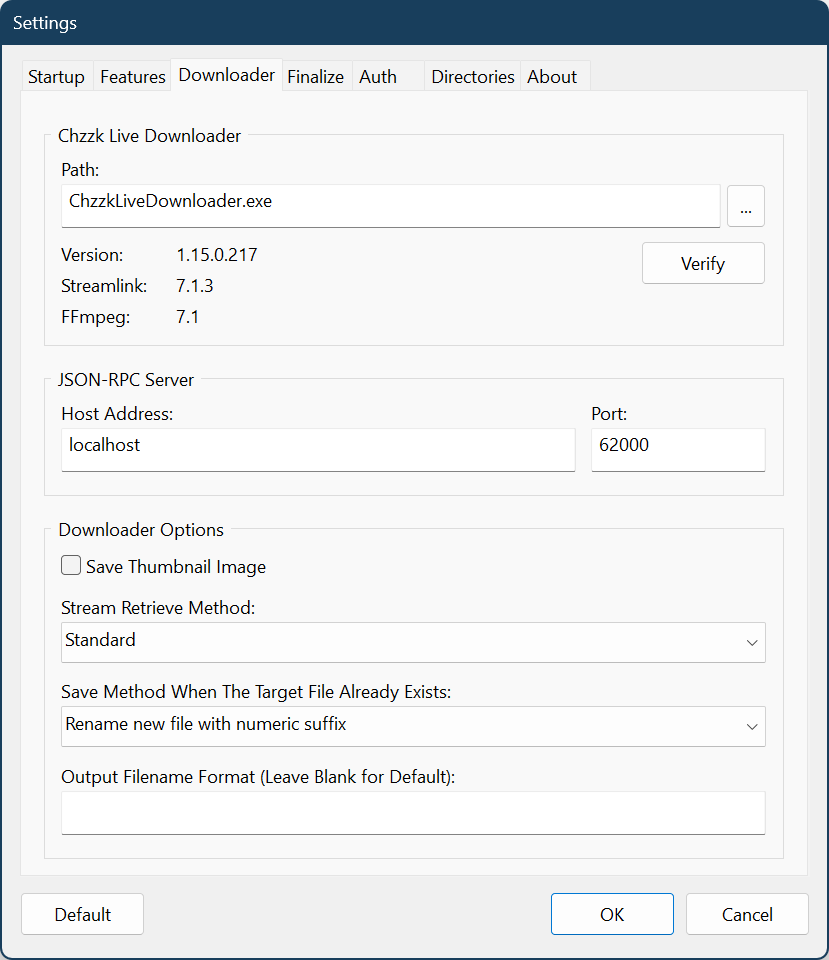 Settings
Startup Features Downloader Finalize Auth Directories About
Chzzk Live Downloader
Path:
ChzzkLiveDownloader.exe ...
Version: 1.15.0.217
Verify
Streamlink: 7.1.3
FFmpeg: 7.1
JSON-RPC Server
Host Address: Port:
localhost 62000
Downloader Options
Save Thumbnail Image
Stream Retrieve Method:
Standard
Save Method When The Target File Already Exists:
Rename new file with numeric suffix
Output Filename Format (Leave Blank for Default):
Default OK Cancel